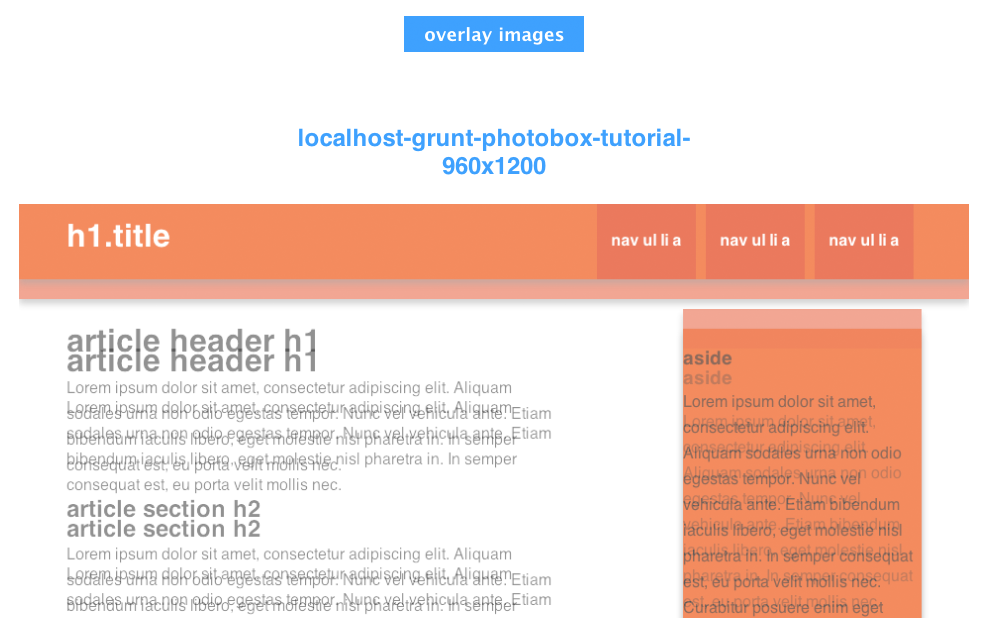 overlay images
localhost-grunt-photobox-tutorial-
960x1200
h1.title
nav ul li a
nav ul li a
nav ul li a
article header h1
article header h1
Lorem ipsum dolor sit amet, consectetur adipiscing elit. Aliquam
Lorem ipsum dolor sit amet, consectetur adipiscing elit. Aliquam
sodales urna non odio egestas tempor. Nunc vel vehicula ante. Etiam
sodales urna non odio egestas tempor. Nunc vel vehicula ante. Etiam
bibendum iaculis libero, eget molestie nisl pharetra in. In semper
bibendum iaculis libero, eget molestie nisl pharetra in. In semper
consequat est, eu porta velit mollis nec.
consequat est, eu porta velit mollis nec.
article section h2
article section h2
Lorem ipsum dolor sit amet, consectetur adipiscing elit. Aliquam
Lorem ipsum dolor sit amet, consectetur adipiscing elit. Aliquam
sodales urna non odio egestas tempor. Nunc vel vehicula ante. Etiam
sodales urna non odio egestas tempor. Nunc vel vehicula ante. Etiam
bibendum iaculis libero, eget molestie nisl pharetra in. In semper
aside
aside
Lorem ipsum dolor sit amet,
Lorem ipsum dolor sit amet,
consectetur adipiscing elit.
consectetur adipiscing elit.
Aliquam sodales urna non odio
Aliquam sodales urna non odio
egestas tempor. Nunc vel
egestas tempor. Nunc vel
vehicula ante. Etiam bibendum
vehicula ante. Etiam bibendum
iaculis libero, eget molestie nisl
iaculis libero, eget molestie nisl
pharetra in. In semper consequat
pharetra in. In semper consequat
est, eu porta velit mollis nec.
est, eu porta velit mollis nec.
Curabitur posuere enim eget